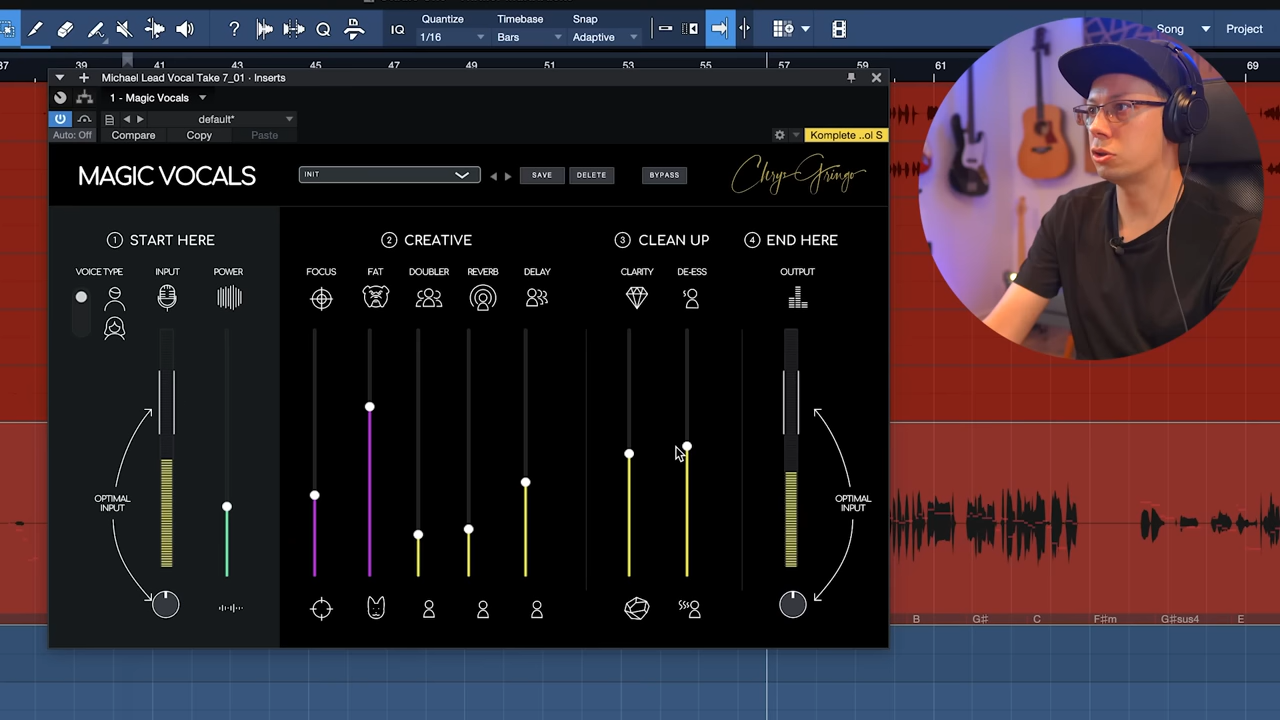 Quantize
Timebase
Snap
IQ
1/16
Bars
Adaptive
Song
Project
37
39
41
43
45
47
49
51
53
55
57
59
61
69
Michael Lead Vocal Take 7_01 · Inserts
1 - Magic Vocals
default*
Auto: Off
Compare
Copy
Paste
Komplete ..ol S
MAGIC VOCALS
INIT
SAVE
DELETE
BYPASS
Chrys Gringo
1 START HERE
2 CREATIVE
3 CLEAN UP
4 END HERE
VOICE TYPE
INPUT
POWER
FOCUS
FAT
DOUBLER
REVERB
DELAY
CLARITY
DE-ESS
OUTPUT
OPTIMAL
INPUT
OPTIMAL
INPUT
B
G#
C
F#m
G#sus4
E